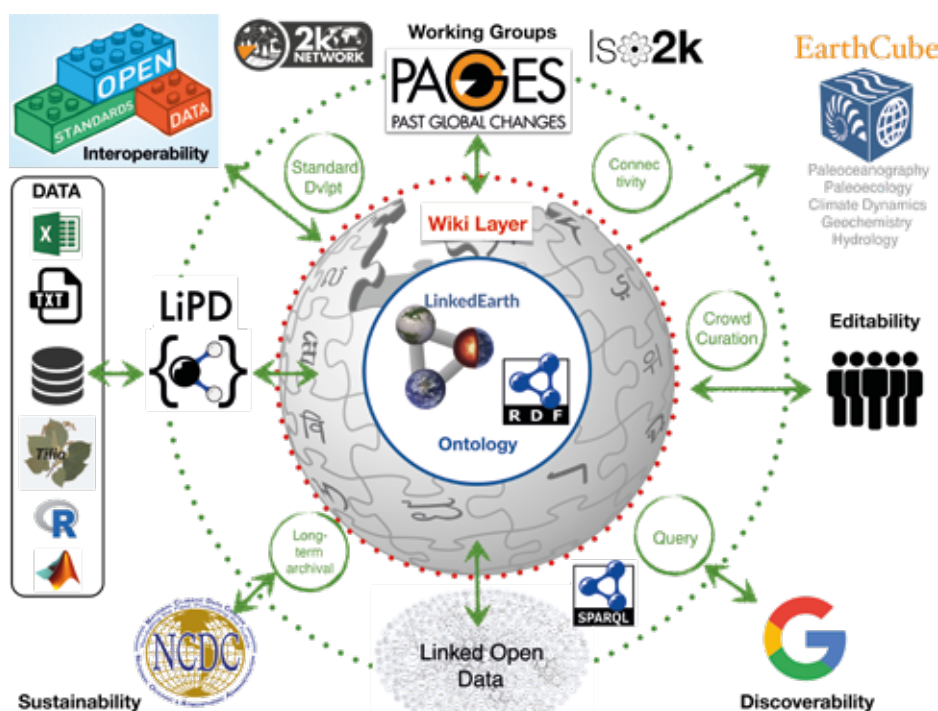 OPEN
STANDARDS
DATA
Interoperability
2k
NETWORK
Working Groups
PAGES
PAST GLOBAL CHANGES
Iso2k
EarthCube
Paleoceanography
Paleoecology
Climate Dynamics
Geochemistry
Hydrology
Standard
Dvlpt
Connec
tivity
DATA
X
TXT
Tilia
R
LiPD
Wiki Layer
LinkedEarth
RDF
Ontology
Crowd
Curation
Editability
Long-
term
archival
Query
SPARQL
NCDC
Sustainability
Linked Open
Data
Discoverability